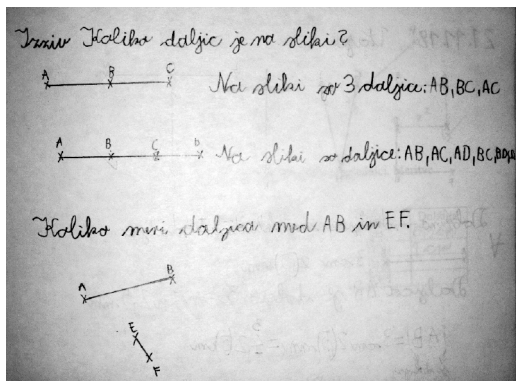 Izziv Koliko daljic je na sliki?
A B C
Na sliki so 3 daljice: AB, BC, AC
A B C D
Na sliki so daljice: AB, AC, AD, BC, BD,
Koliko meri daljica med AB in EF.
A B
E
F